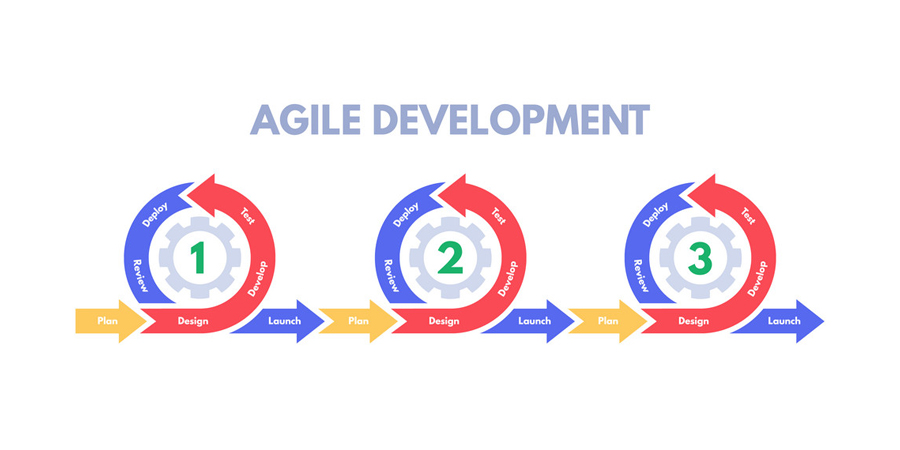 AGILE DEVELOPMENT
Plan
Design
Develop
Test
Deploy
Review
1
Launch
Plan
Design
Develop
Test
Deploy
Review
2
Launch
Plan
Design
Develop
Test
Deploy
Review
3
Launch